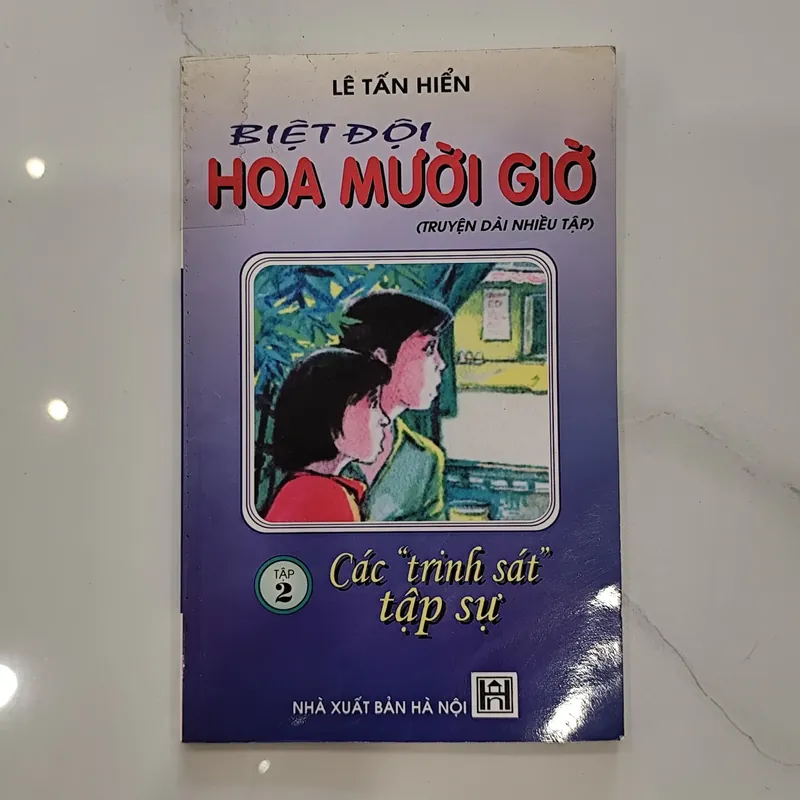 LÊ TẤN HIỂN
BIỆT ĐỘI
HOA MƯỜI GIỜ
(TRUYỆN DÀI NHIỀU TẬP)
TẬP
2
Các "trinh sát"
tập sự
NHÀ XUẤT BẢN HÀ NỘI